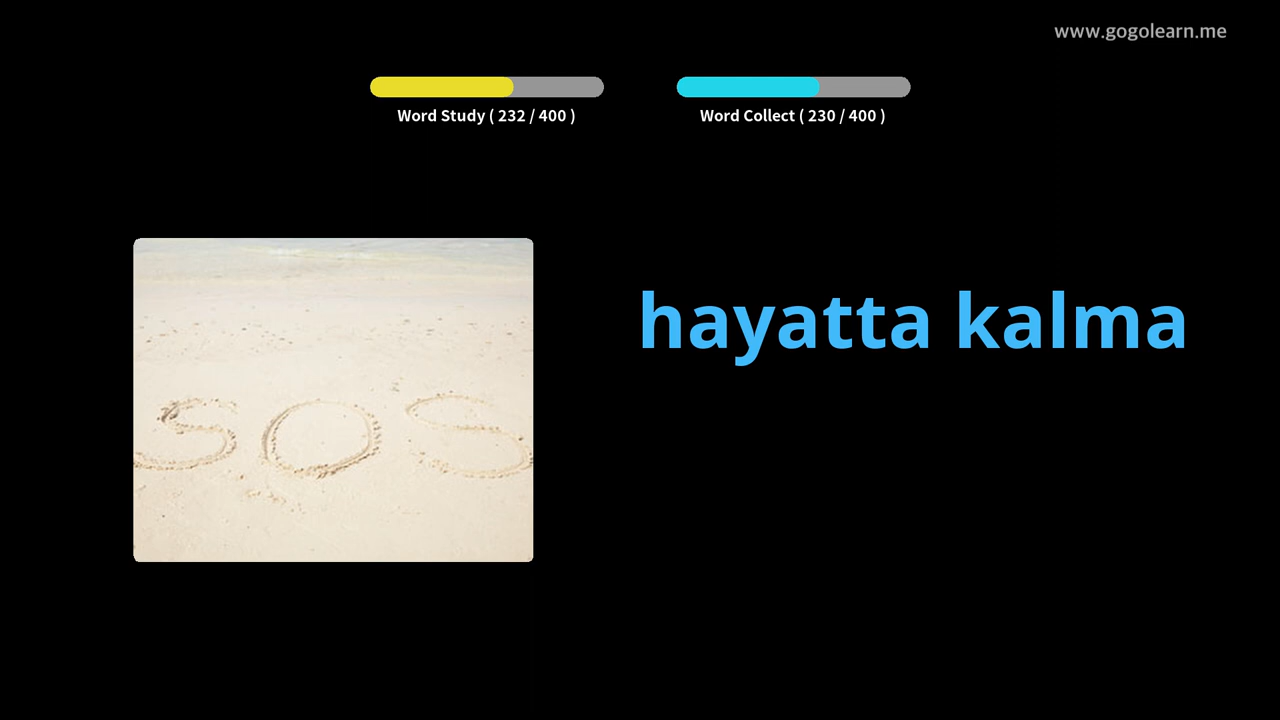 www.gogolearn.me
Word Study ( 232 / 400 )
Word Collect ( 230 / 400 )
SOS
hayatta kalma